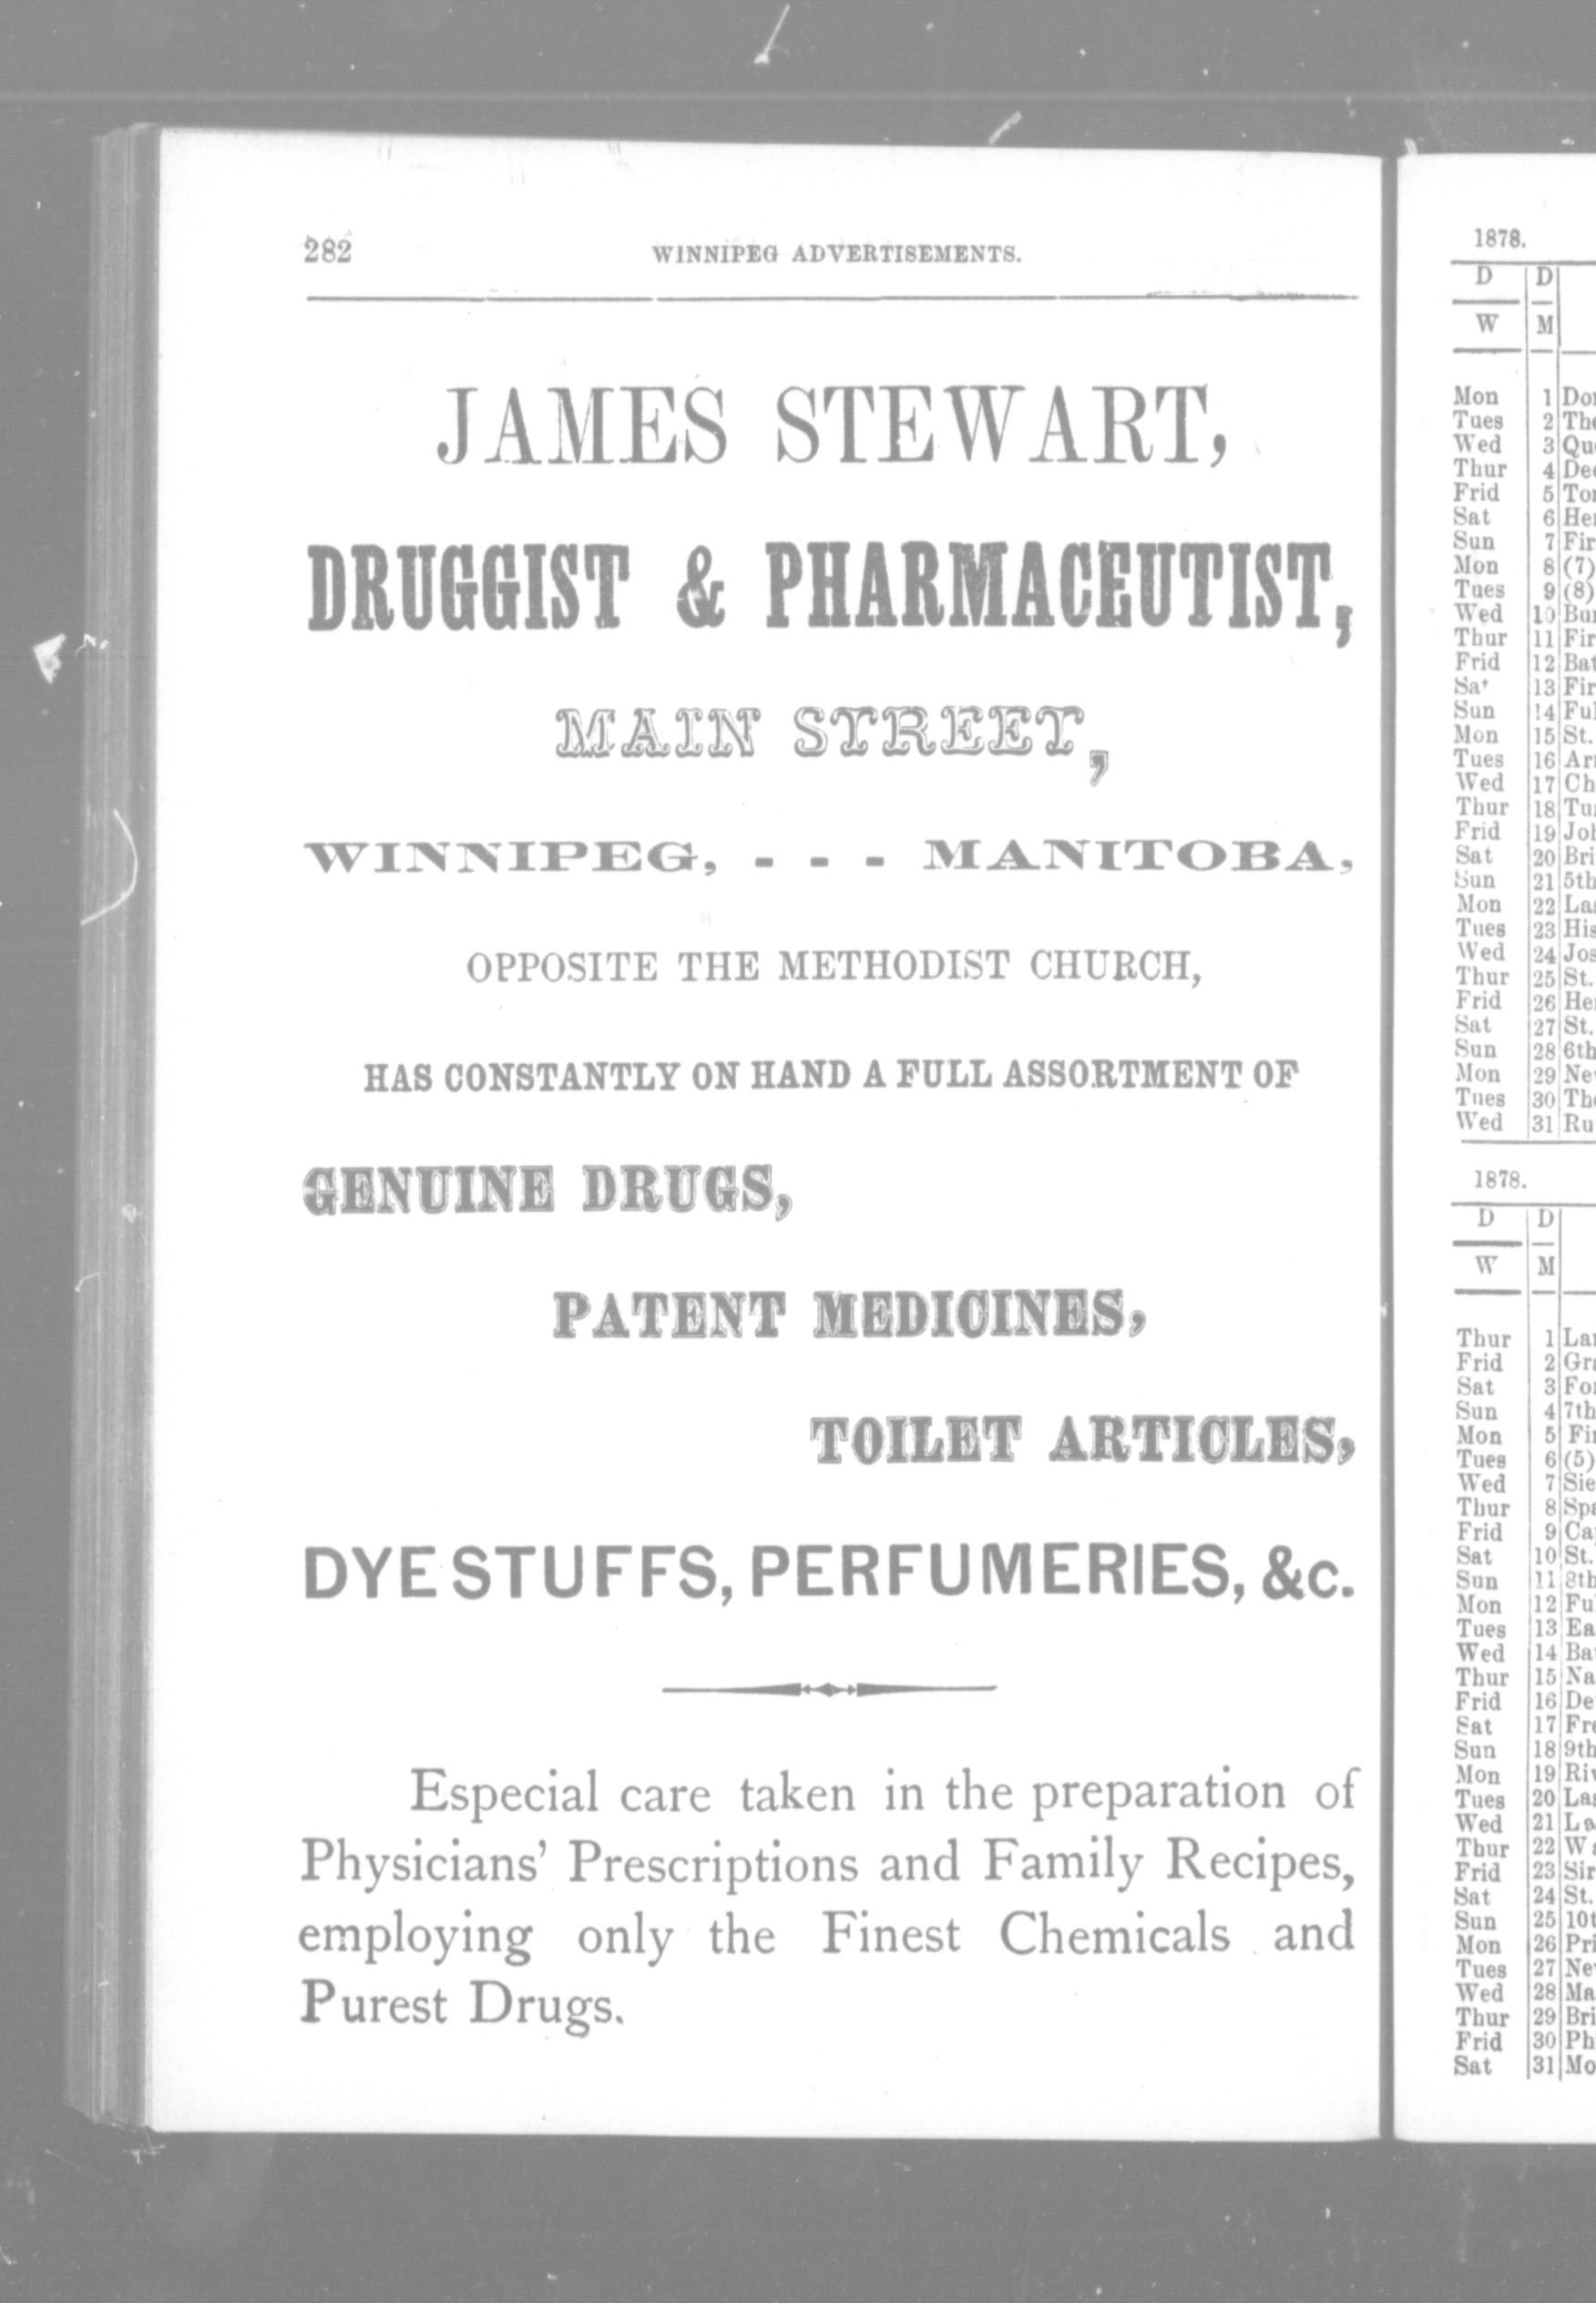 282
WINNIPEG ADVERTISEMENTS.
JAMES STEWART,
DRUGGIST & PHARMACEUTIST,
MAIN STREET,
WINNIPEG, - - - MANITOBA,
OPPOSITE THE METHODIST CHURCH,
HAS CONSTANTLY ON HAND A FULL ASSORTMENT OF
GENUINE DRUGS,
PATENT MEDICINES,
TOILET ARTICLES,
DYE STUFFS, PERFUMERIES, &c.
Especial care taken in the preparation of
Physicians' Prescriptions and Family Recipes,
employing only the Finest Chemicals and
Purest Drugs.
1878.
D D
W M
Mon 1
Tues 2
Wed 3
Thur 4
Frid 5
Sat 6
Sun 7
Mon 8 (7)
Tues 9 (8)
Wed 10
Thur 11
Frid 12
Sat 13
Sun 14
Mon 15 St.
Tues 16
Wed 17
Thur 18
Frid 19
Sat 20
Sun 21 5th
Mon 22
Tues 23
Wed 24
Thur 25 St.
Frid 26
Sat 27 St.
Sun 28 6th
Mon 29
Tues 30
Wed 31
1878.
D D
W M
Thur 1
Frid 2
Sat 3
Sun 4 7th
Mon 5
Tues 6 (5)
Wed 7
Thur 8
Frid 9
Sat 10 St.
Sun 11 8th
Mon 12
Tues 13
Wed 14
Thur 15
Frid 16
Sat 17
Sun 18 9th
Mon 19
Tues 20
Wed 21
Thur 22
Frid 23
Sat 24 St.
Sun 25
Mon 26
Tues 27
Wed 28
Thur 29
Frid 30
Sat 31